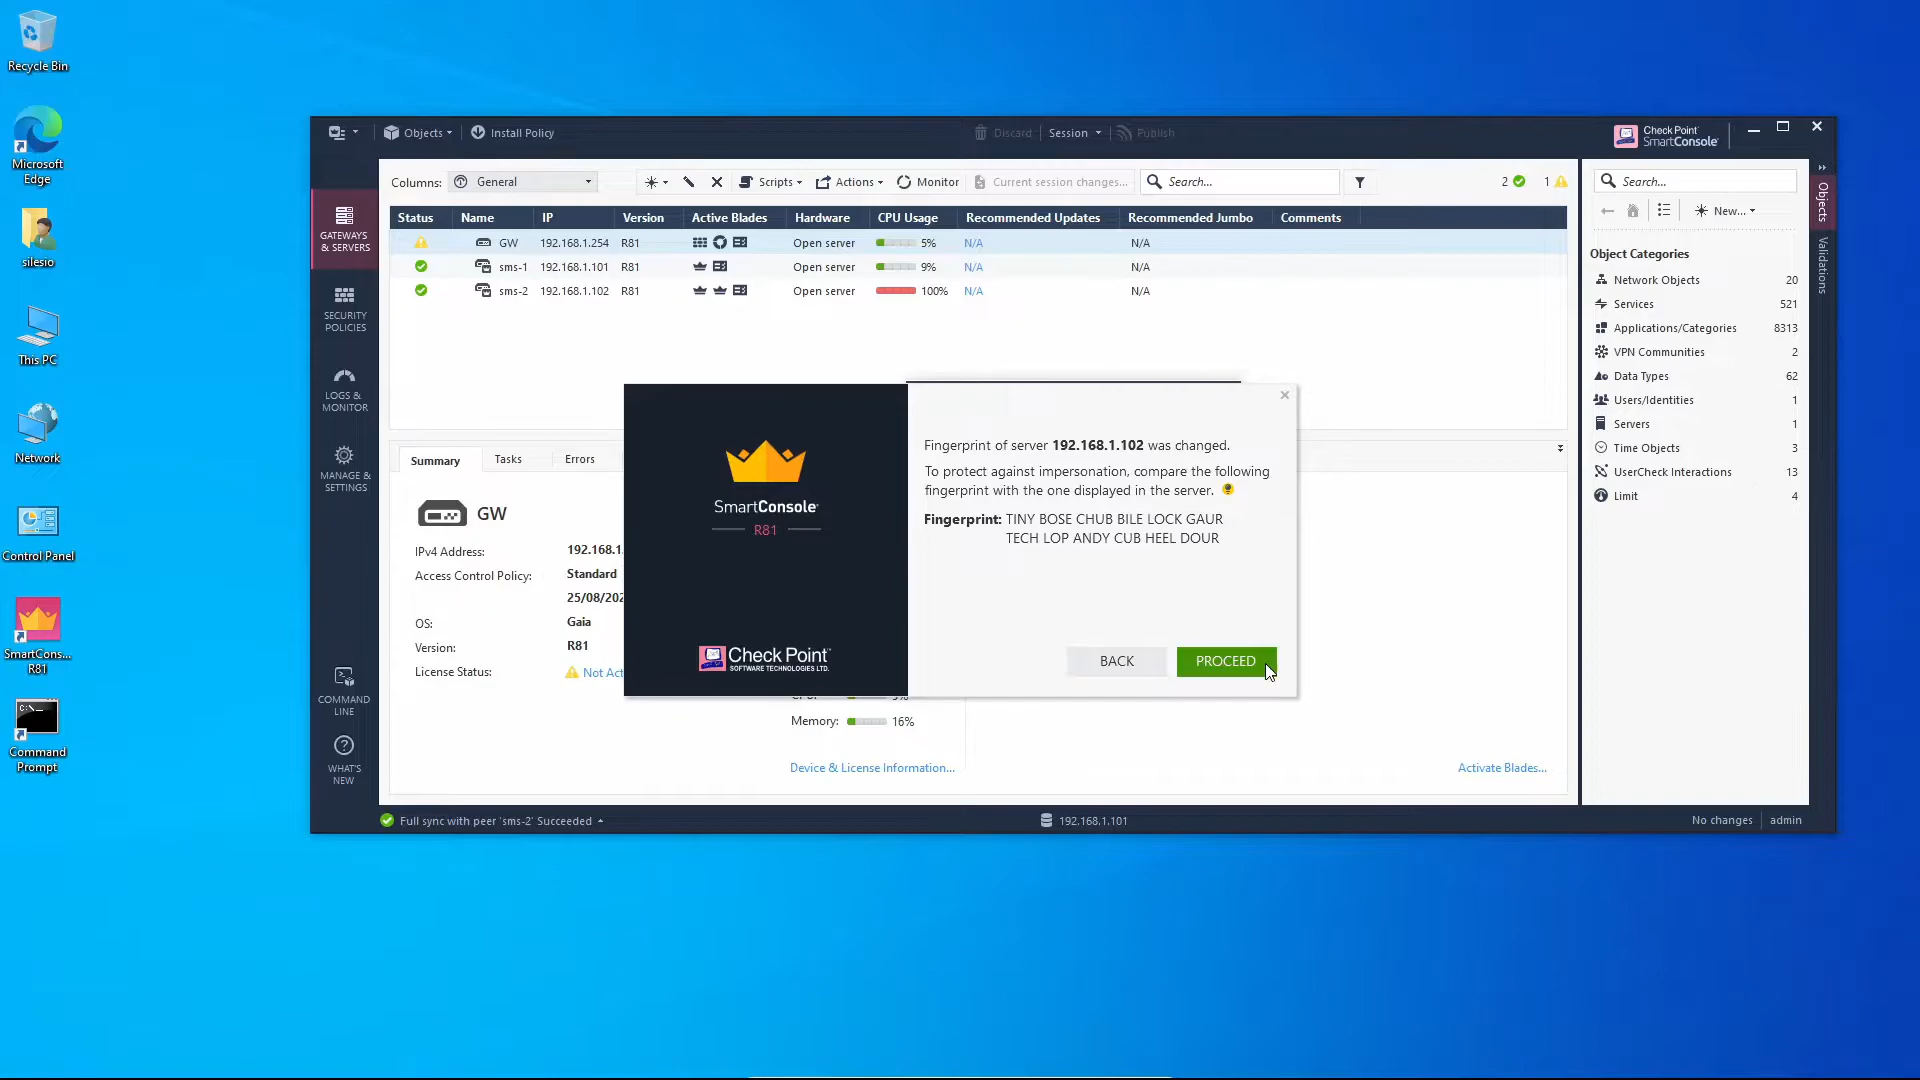 Recycle Bin
Microsoft
Edge
silesio
This PC
Network
Control Panel
SmartCons...
R81
Command
Prompt
Objects
Install Policy
Discard
Session
Publish
Check Point
SmartConsole
GATEWAYS
& SERVERS
SECURITY
POLICIES
LOGS &
MONITOR
MANAGE &
SETTINGS
COMMAND
LINE
WHAT'S
NEW
Columns: General
Scripts
Actions
Monitor
Current session changes...
Search...
2
1
Status Name IP Version Active Blades Hardware CPU Usage Recommended Updates Recommended Jumbo Comments
GW 192.168.1.254 R81 Open server 5% N/A N/A
sms-1 192.168.1.101 R81 Open server 9% N/A N/A
sms-2 192.168.1.102 R81 Open server 100% N/A N/A
Summary Tasks Errors
GW
IPv4 Address: 192.168.1.
Access Control Policy: Standard
25/08/202
OS: Gaia
Version: R81
License Status: Not Act
Memory: 16%
Device & License Information...
Activate Blades...
SmartConsole
R81
Check Point
SOFTWARE TECHNOLOGIES LTD.
Fingerprint of server 192.168.1.102 was changed.
To protect against impersonation, compare the following
fingerprint with the one displayed in the server.
Fingerprint: TINY BOSE CHUB BILE LOCK GAUR
TECH LOP ANDY CUB HEEL DOUR
BACK
PROCEED
Search...
New...
Object Categories
Network Objects 20
Services 521
Applications/Categories 8313
VPN Communities 2
Data Types 62
Users/Identities 1
Servers 1
Time Objects 3
UserCheck Interactions 13
Limit 4
Objects
Validations
Full sync with peer 'sms-2' Succeeded
192.168.1.101
No changes
admin